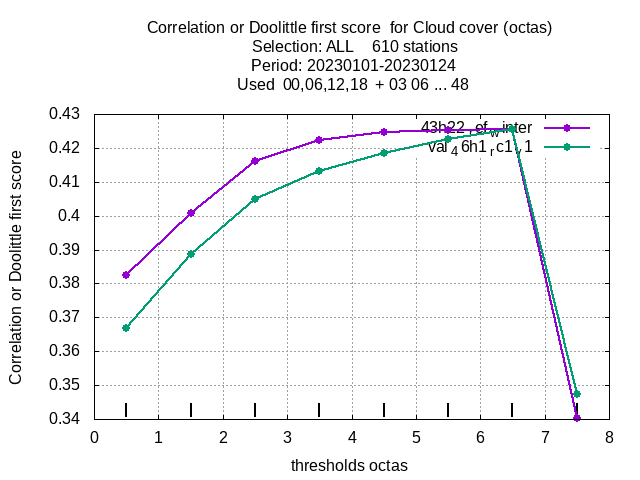 Correlation or Doolittle first score  for Cloud cover (octas)
Selection: ALL    610 stations
Period: 20230101-20230124
Used  00,06,12,18  + 03 06 ... 48
Correlation or Doolittle first score
0.43
0.42
0.41
0.4
0.39
0.38
0.37
0.36
0.35
0.34
43h22_ref_winter
val_46h1_rc1_v1
0 1 2 3 4 5 6 7 8
thresholds octas